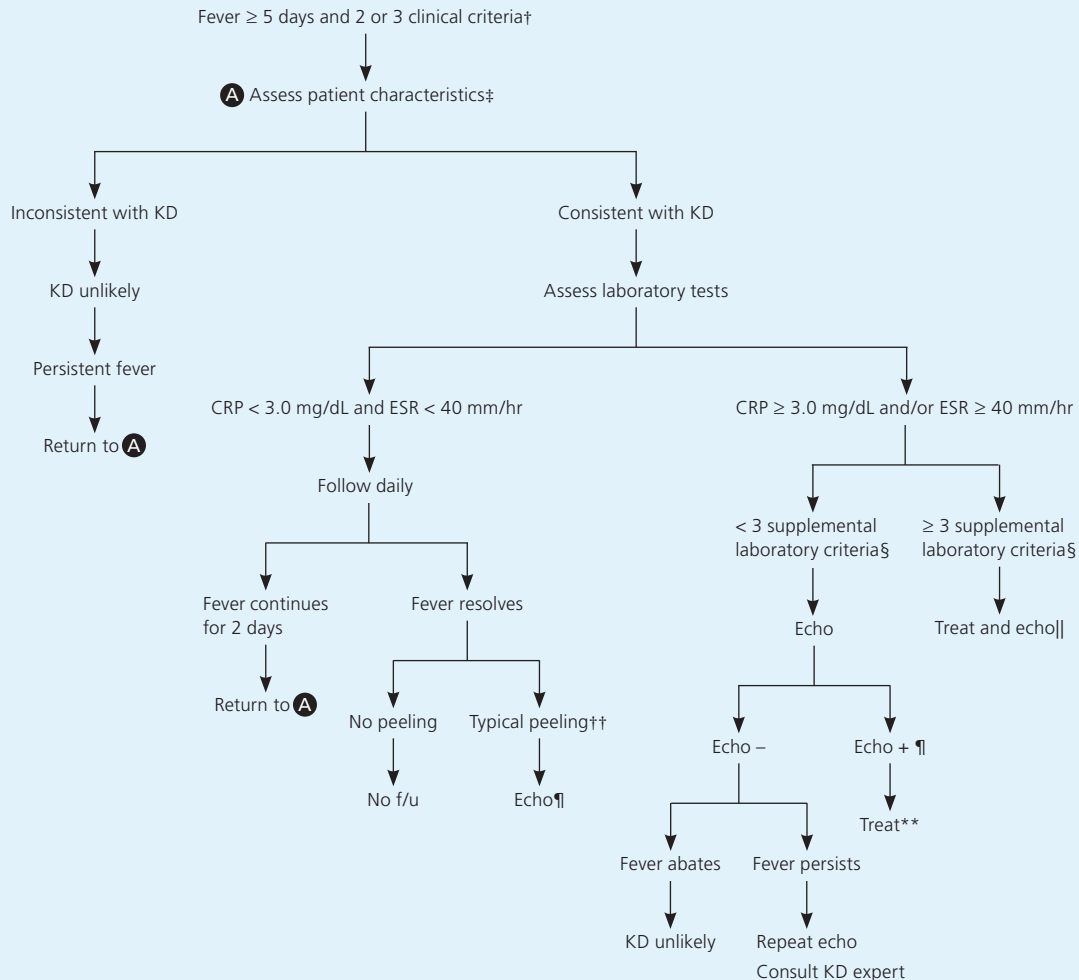 Fever ≥ 5 days and 2 or 3 clinical criteria†
A Assess patient characteristics‡
Inconsistent with KD
Consistent with KD
KD unlikely
Assess laboratory tests
Persistent fever
Return to A
CRP < 3.0 mg/dL and ESR < 40 mm/hr
CRP ≥ 3.0 mg/dL and/or ESR ≥ 40 mm/hr
Follow daily
< 3 supplemental
laboratory criteria§
≥ 3 supplemental
laboratory criteria§
Fever continues
for 2 days
Fever resolves
Echo
Treat and echo||
Return to A
No peeling
Typical peeling††
Echo –
Echo + ¶
No f/u
Echo¶
Treat**
Fever abates
Fever persists
KD unlikely
Repeat echo
Consult KD expert